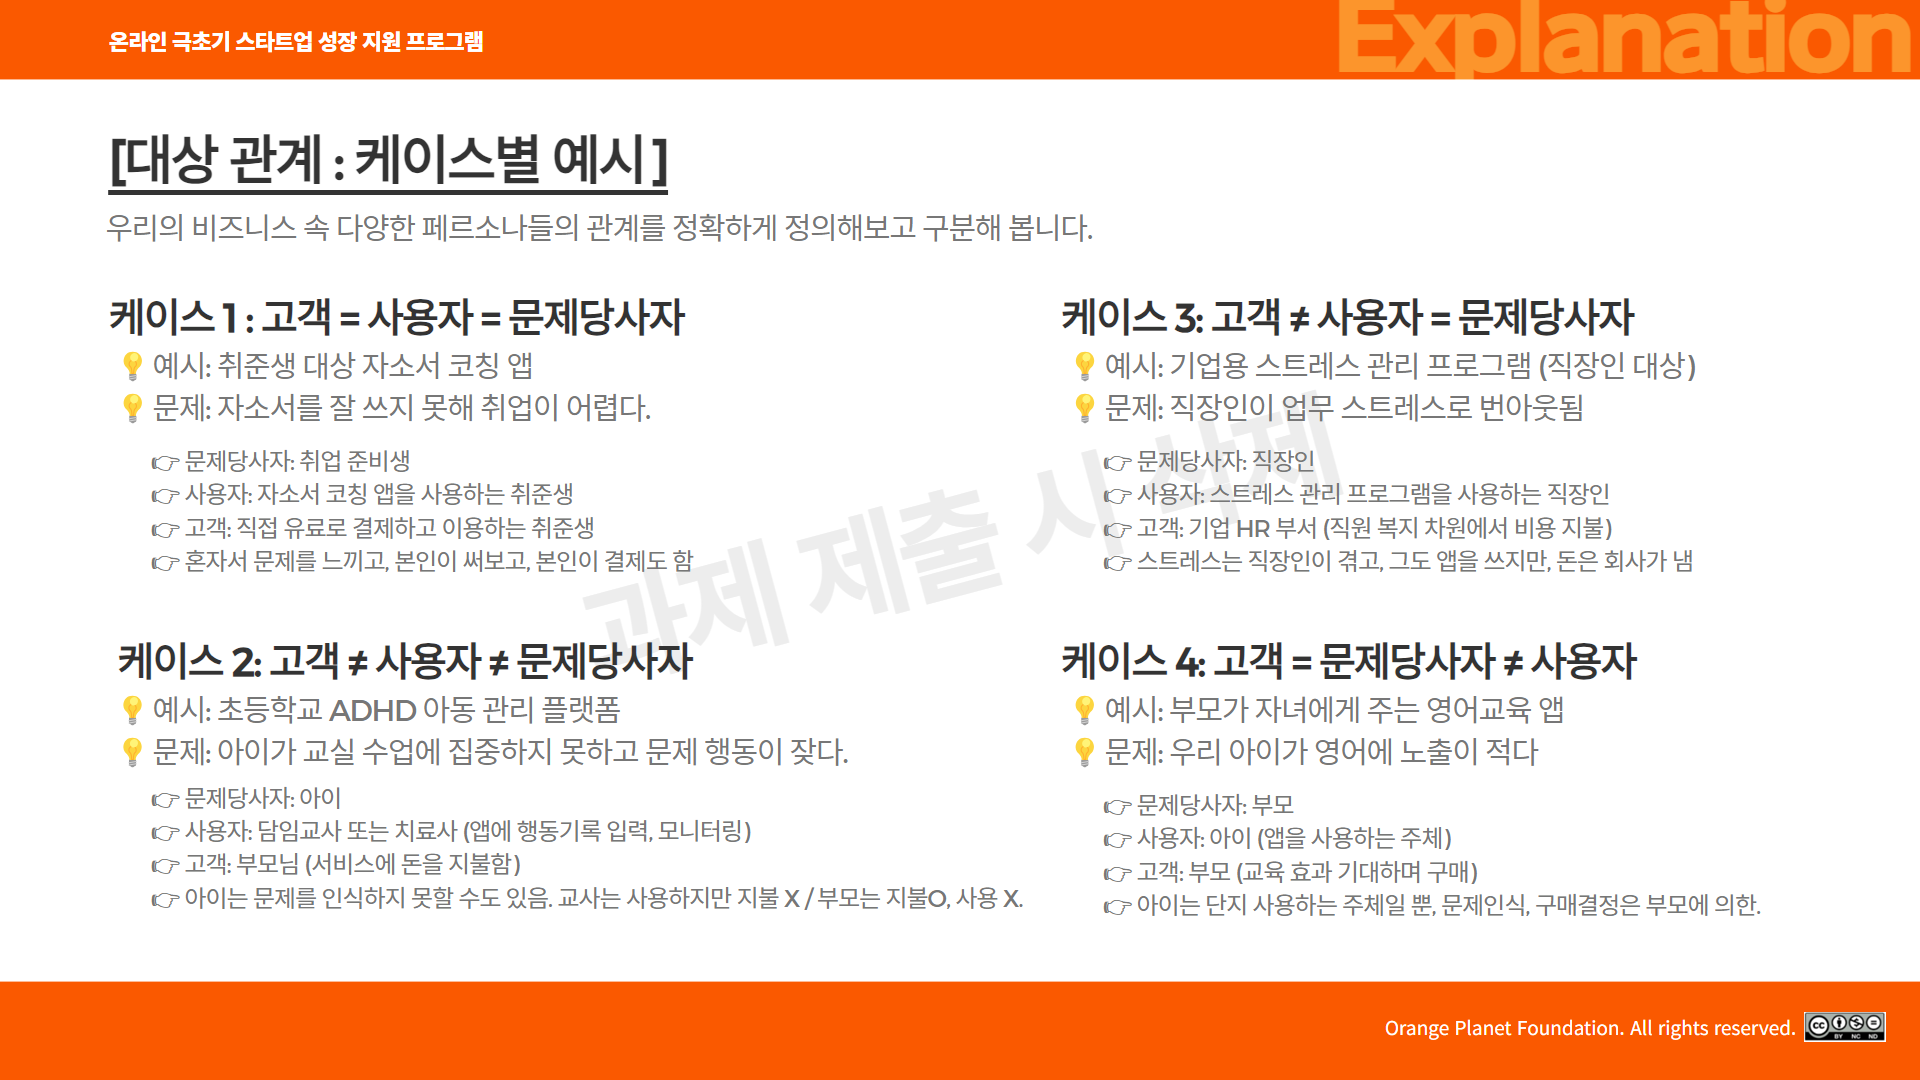 온라인 극초기 스타트업 성장 지원 프로그램
Explanation
[대상 관계 : 케이스별 예시]
우리의 비즈니스 속 다양한 페르소나들의 관계를 정확하게 정의해보고 구분해 봅니다.
케이스 1 : 고객 = 사용자 = 문제당사자
💡 예시: 취준생 대상 자소서 코칭 앱
💡 문제: 자소서를 잘 쓰지 못해 취업이 어렵다.
👉 문제당사자: 취업 준비생
👉 사용자: 자소서 코칭 앱을 사용하는 취준생
👉 고객: 직접 유료로 결제하고 이용하는 취준생
👉 혼자서 문제를 느끼고, 본인이 써보고, 본인이 결제도 함
케이스 2: 고객 ≠ 사용자 ≠ 문제당사자
💡 예시: 초등학교 ADHD 아동 관리 플랫폼
💡 문제: 아이가 교실 수업에 집중하지 못하고 문제 행동이 잦다.
👉 문제당사자: 아이
👉 사용자: 담임교사 또는 치료사 (앱에 행동기록 입력, 모니터링)
👉 고객: 부모님 (서비스에 돈을 지불함)
👉 아이는 문제를 인식하지 못할 수도 있음. 교사는 사용하지만 지불 X / 부모는 지불O, 사용 X.
케이스 3: 고객 ≠ 사용자 = 문제당사자
💡 예시: 기업용 스트레스 관리 프로그램 (직장인 대상)
💡 문제: 직장인이 업무 스트레스로 번아웃됨
👉 문제당사자: 직장인
👉 사용자: 스트레스 관리 프로그램을 사용하는 직장인
👉 고객: 기업 HR 부서 (직원 복지 차원에서 비용 지불)
👉 스트레스는 직장인이 겪고, 그도 앱을 쓰지만, 돈은 회사가 냄
케이스 4: 고객 = 문제당사자 ≠ 사용자
💡 예시: 부모가 자녀에게 주는 영어교육 앱
💡 문제: 우리 아이가 영어에 노출이 적다
👉 문제당사자: 부모
👉 사용자: 아이 (앱을 사용하는 주체)
👉 고객: 부모 (교육 효과 기대하며 구매)
👉 아이는 단지 사용하는 주체일 뿐, 문제인식, 구매결정은 부모에 의한.
과제 제출 시 삭제
Orange Planet Foundation. All rights reserved.
cc BY NC ND